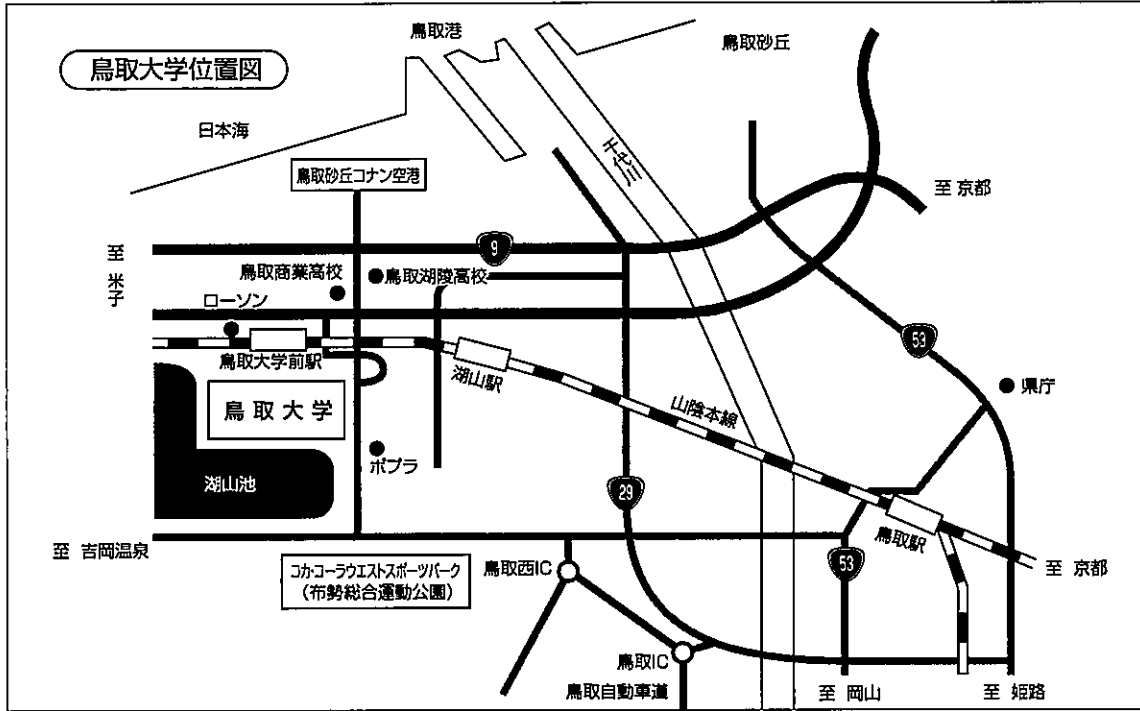 鳥取大学位置図
鳥取港
鳥取砂丘
日本海
千代川
鳥取砂丘コナン空港
至 京都
至 米子
9
鳥取商業高校
鳥取湖陵高校
ローソン
鳥取大学前駅
湖山駅
53
県庁
鳥取大学
山陰本線
ポプラ
湖山池
29
鳥取駅
至 吉岡温泉
コカ・コーラウエストスポーツパーク
(布勢総合運動公園)
鳥取西IC
53
至 京都
鳥取IC
鳥取自動車道
至 岡山
至 姫路